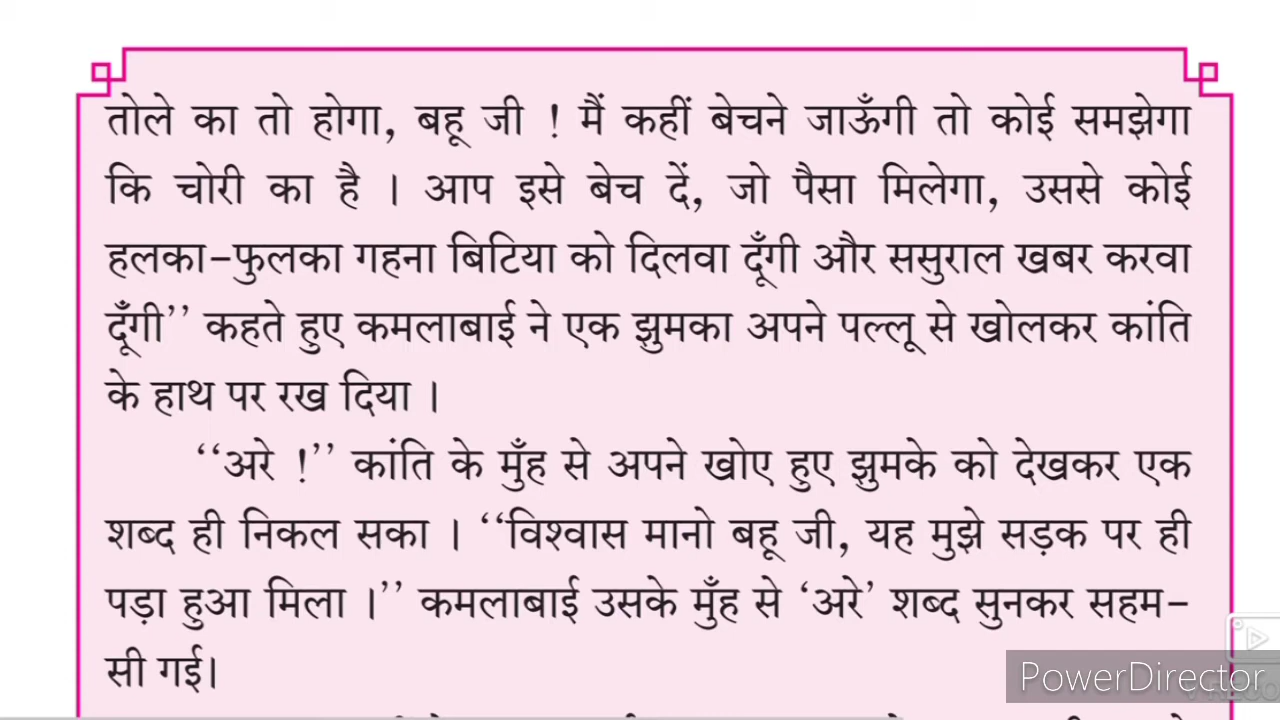 तोले का तो होगा, बहू जी ! मैं कहीं बेचने जाऊँगी तो कोई समझेगा
कि चोरी का है । आप इसे बेच दें, जो पैसा मिलेगा, उससे कोई
हलका-फुलका गहना बिटिया को दिलवा दूँगी और ससुराल खबर करवा
दूँगी’’ कहते हुए कमलाबाई ने एक झुमका अपने पल्लू से खोलकर कांति
के हाथ पर रख दिया ।
‘‘अरे !’’ कांति के मुँह से अपने खोए हुए झुमके को देखकर एक
शब्द ही निकल सका । ‘‘विश्वास मानो बहू जी, यह मुझे सड़क पर ही
पड़ा हुआ मिला ।’’ कमलाबाई उसके मुँह से ‘अरे’ शब्द सुनकर सहम-
सी गई।
PowerDirector